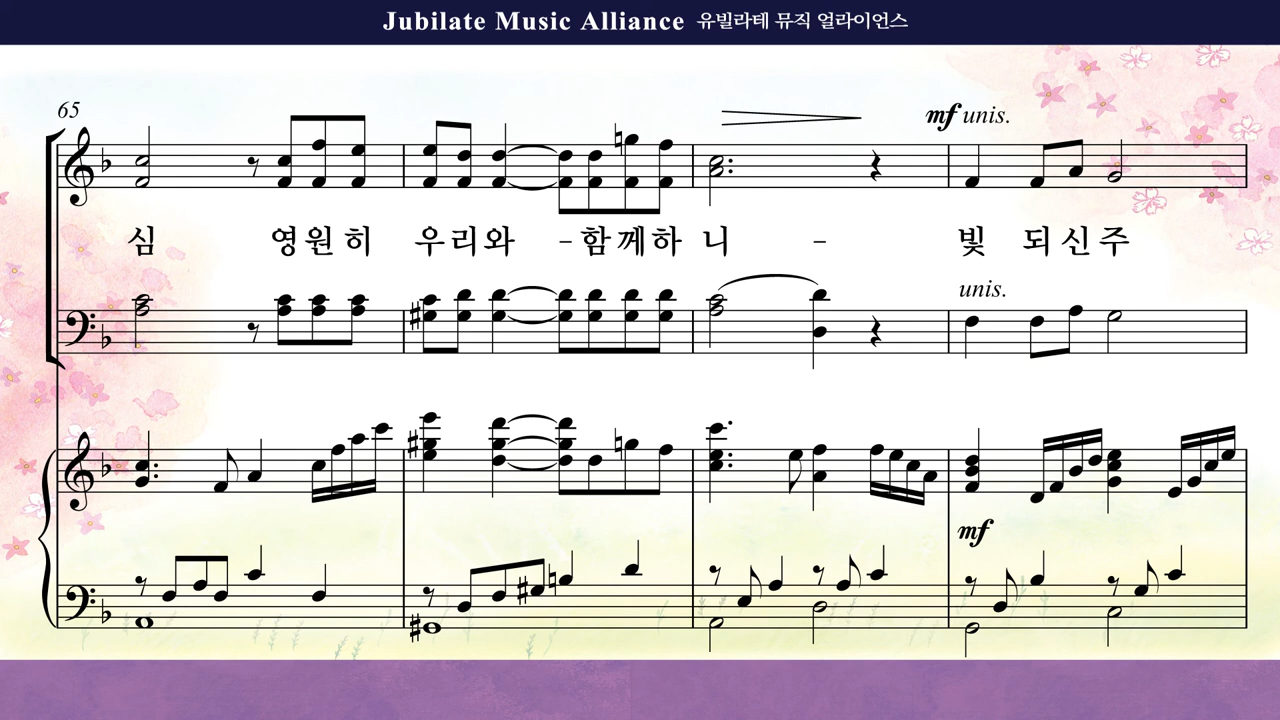 Jubilate Music Alliance 유빌라테 뮤직 얼라이언스
65
mf unis.
심 영원히 우리와 - 함께하 니 - 빛 되신주
unis.
mf